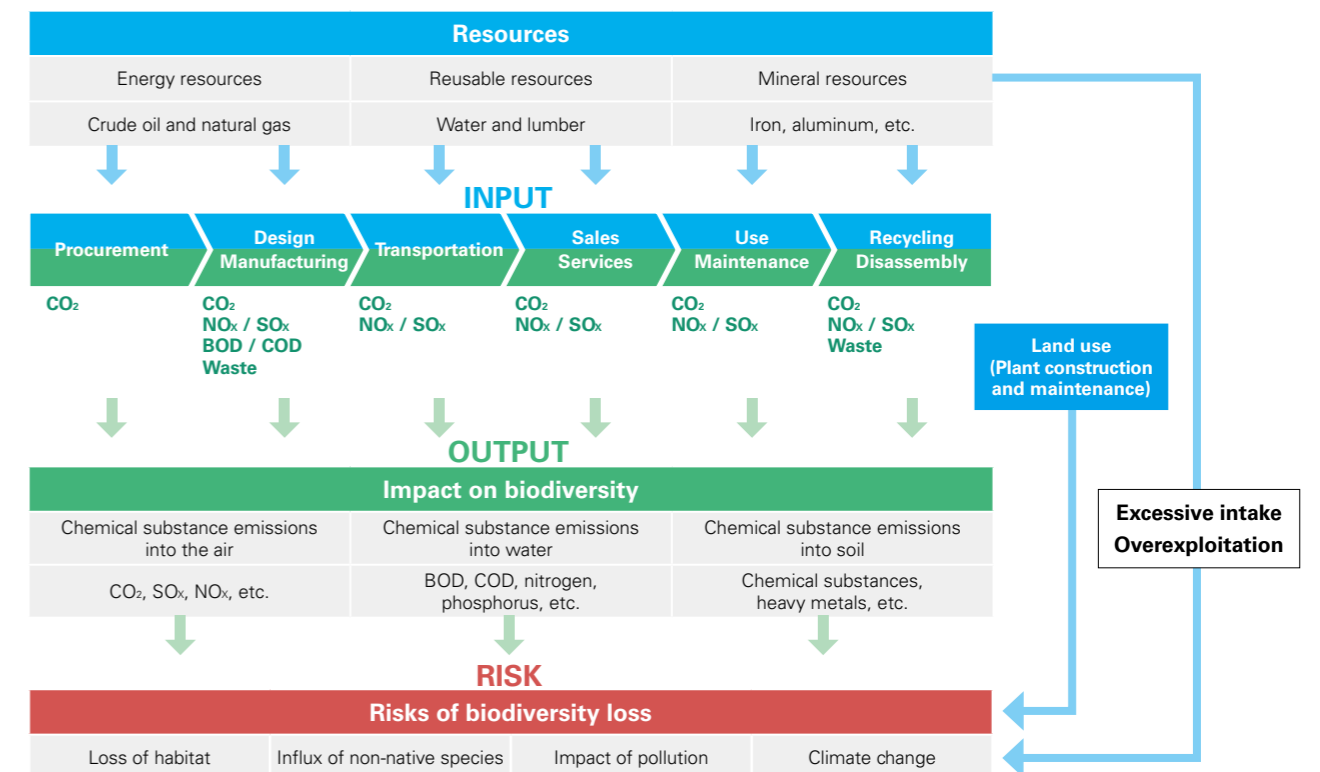 Resources
Energy resources
Reusable resources
Mineral resources
Crude oil and natural gas
Water and lumber
Iron, aluminum, etc.
INPUT
Procurement
Design
Manufacturing
Transportation
Sales
Services
Use
Maintenance
Recycling
Disassembly
CO₂
CO₂
NOx / SOx
BOD / COD
Waste
CO₂
NOx / SOx
CO₂
NOx / SOx
CO₂
NOx / SOx
CO₂
NOx / SOx
Waste
Land use
(Plant construction
and maintenance)
OUTPUT
Impact on biodiversity
Chemical substance emissions
into the air
Chemical substance emissions
into water
Chemical substance emissions
into soil
CO₂, SOx, NOx, etc.
BOD, COD, nitrogen,
phosphorus, etc.
Chemical substances,
heavy metals, etc.
Excessive intake
Overexploitation
RISK
Risks of biodiversity loss
Loss of habitat
Influx of non-native species
Impact of pollution
Climate change